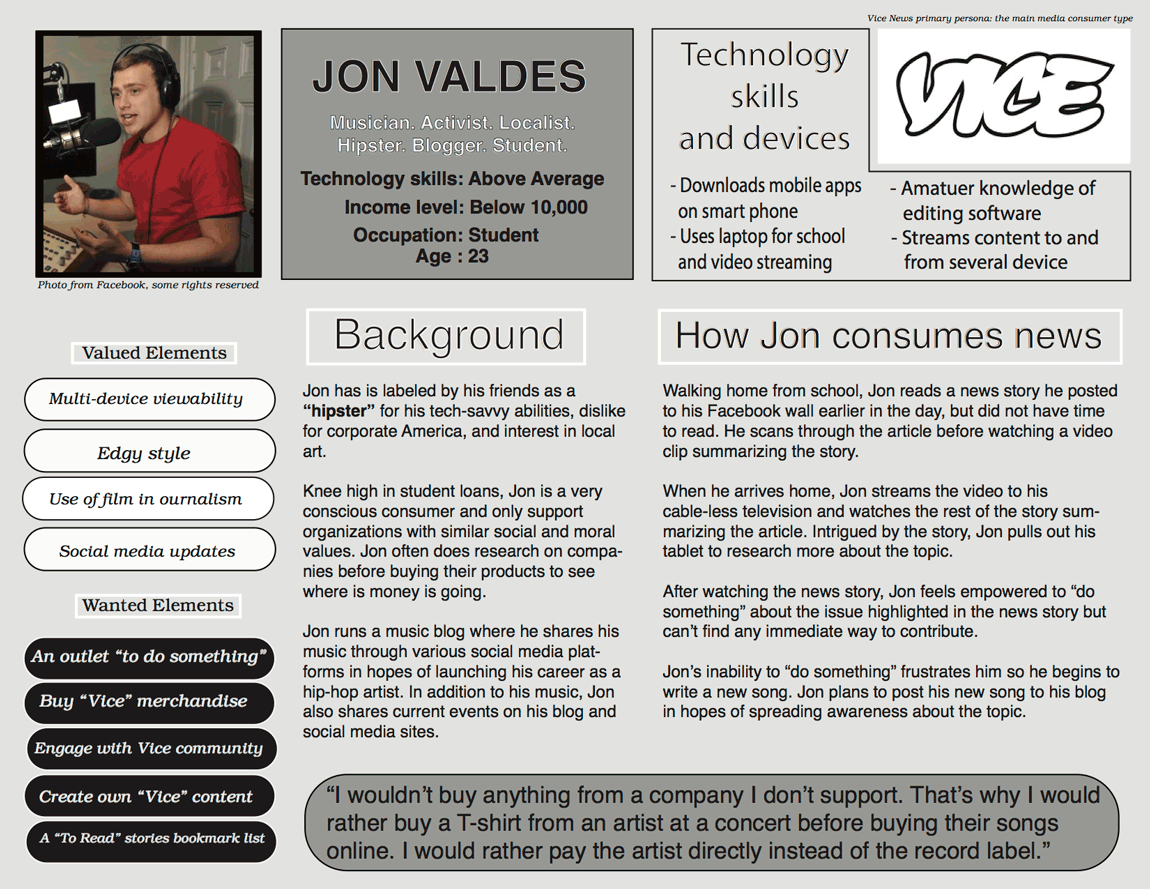 Vice News primary persona: the main media consumer type
JON VALDES
Musician. Activist. Localist.
Hipster. Blogger. Student.
Technology skills: Above Average
Income level: Below 10,000
Occupation: Student
Age : 23
Technology
skills
and devices
VICE
- Downloads mobile apps
on smart phone
- Uses laptop for school
and video streaming
- Amatuer knowledge of
editing software
- Streams content to and
from several device
Photo from Facebook, some rights reserved
Valued Elements
Multi-device viewability
Edgy style
Use of film in ournalism
Social media updates
Wanted Elements
An outlet “to do something”
Buy “Vice” merchandise
Engage with Vice community
Create own “Vice” content
A “To Read” stories bookmark list
Background
Jon has is labeled by his friends as a
“hipster” for his tech-savvy abilities, dislike
for corporate America, and interest in local
art.
Knee high in student loans, Jon is a very
conscious consumer and only support
organizations with similar social and moral
values. Jon often does research on compa-
nies before buying their products to see
where is money is going.
Jon runs a music blog where he shares his
music through various social media plat-
forms in hopes of launching his career as a
hip-hop artist. In addition to his music, Jon
also shares current events on his blog and
social media sites.
How Jon consumes news
Walking home from school, Jon reads a news story he posted
to his Facebook wall earlier in the day, but did not have time
to read. He scans through the article before watching a video
clip summarizing the story.
When he arrives home, Jon streams the video to his
cable-less television and watches the rest of the story sum-
marizing the article. Intrigued by the story, Jon pulls out his
tablet to research more about the topic.
After watching the news story, Jon feels empowered to “do
something” about the issue highlighted in the news story but
can’t find any immediate way to contribute.
Jon’s inability to “do something” frustrates him so he begins to
write a new song. Jon plans to post his new song to his blog
in hopes of spreading awareness about the topic.
“I wouldn’t buy anything from a company I don’t support. That’s why I would
rather buy a T-shirt from an artist at a concert before buying their songs
online. I would rather pay the artist directly instead of the record label.”